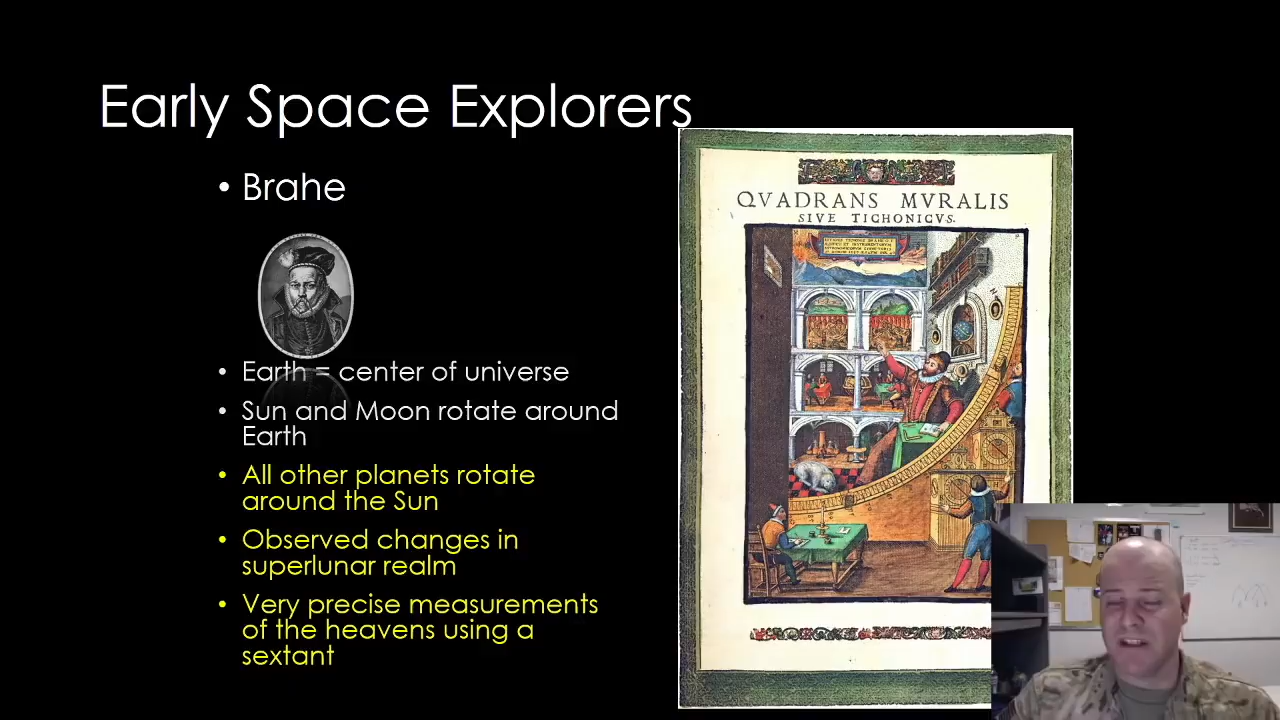 Early Space Explorers
• Brahe
• Earth = center of universe
• Sun and Moon rotate around
Earth
• All other planets rotate
around the Sun
• Observed changes in
superlunar realm
• Very precise measurements
of the heavens using a
sextant
QVADRANS MVRALIS
SIVE TICHONICVS.